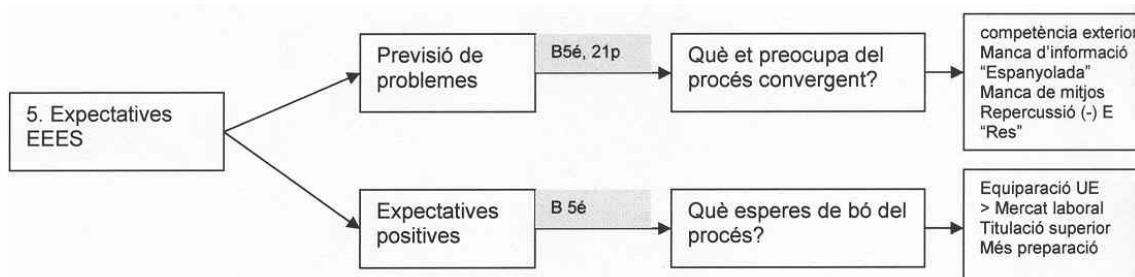 5. Expectatives
EEES
Previsió de
problemes
B5é, 21p
Què et preocupa del
procés convergent?
competència exterior
Manca d'informació
“Espanyolada”
Manca de mitjos
Repercussió (-) E
“Res”
Expectatives
positives
B 5é
Què esperes de bó del
procés?
Equiparació UE
> Mercat laboral
Titulació superior
Més preparació